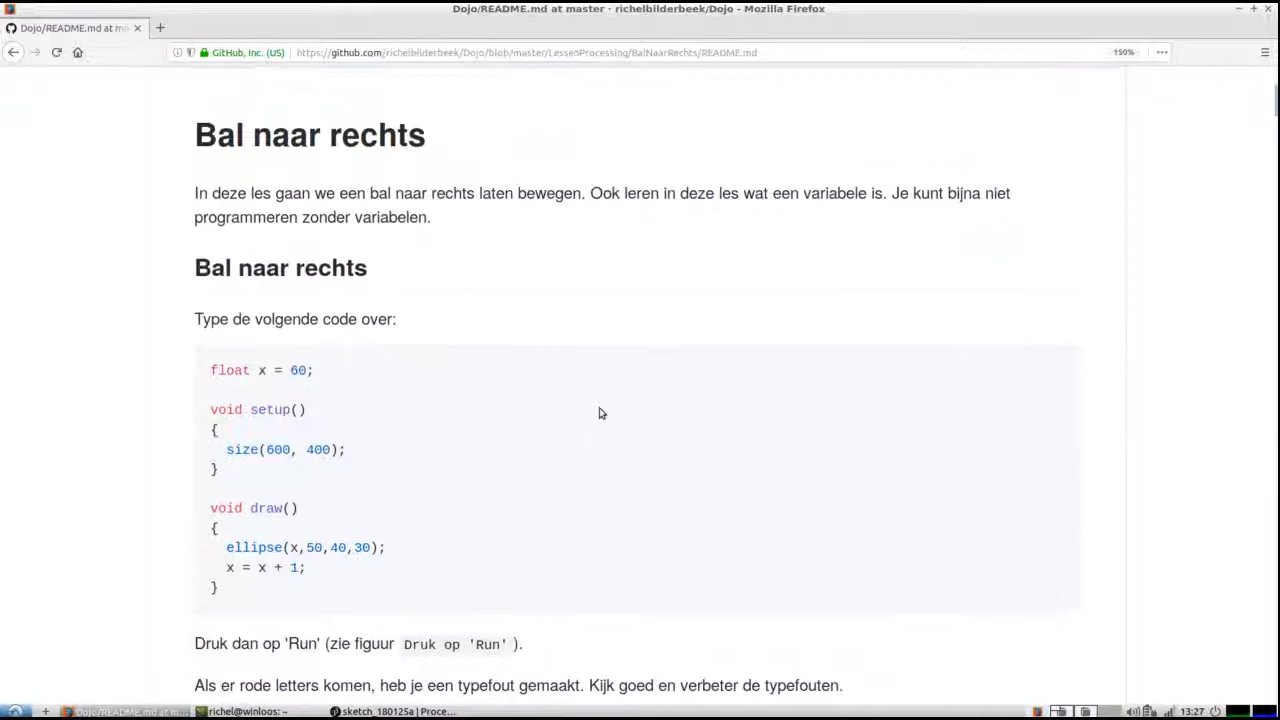 Dojo/README.md at master · richelbilderbeek/Dojo - Mozilla Firefox
Dojo/README.md at ma
GitHub, Inc. (US) https://github.com/richelbilderbeek/Dojo/blob/master/LessenProcessing/BalNaarRechts/README.md 150%
Bal naar rechts
In deze les gaan we een bal naar rechts laten bewegen. Ook leren in deze les wat een variabele is. Je kunt bijna niet
programmeren zonder variabelen.
Bal naar rechts
Type de volgende code over:
float x = 60;
void setup()
{
size(600, 400);
}
void draw()
{
ellipse(x,50,40,30);
x = x + 1;
}
Druk dan op 'Run' (zie figuur Druk op 'Run' ).
Als er rode letters komen, heb je een typefout gemaakt. Kijk goed en verbeter de typefouten.
Dojo/README.md at m... richel@winloos: ~ sketch_180125a | Proce... 13:27